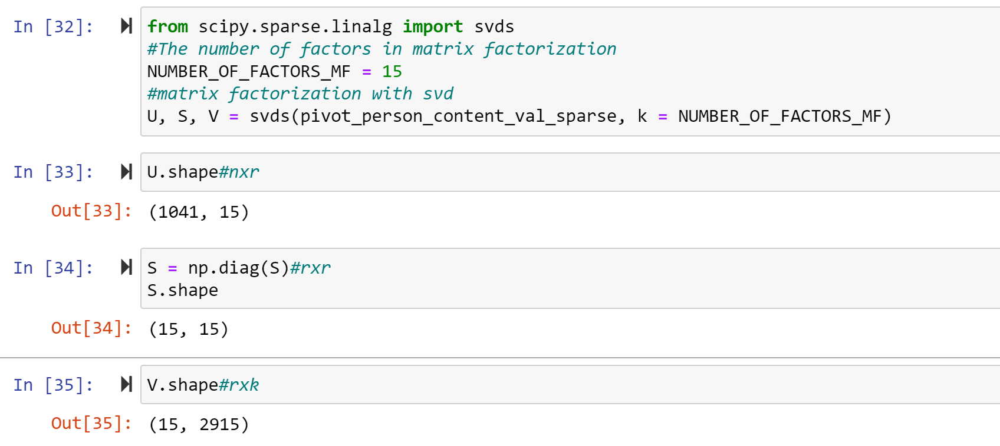 In [32]:
from scipy.sparse.linalg import svds
#The number of factors in matrix factorization
NUMBER_OF_FACTORS_MF = 15
#matrix factorization with svd
U, S, V = svds(pivot_person_content_val_sparse, k = NUMBER_OF_FACTORS_MF)
In [33]:
U.shape#nxr
Out[33]:
(1041, 15)
In [34]:
S = np.diag(S)#rxr
S.shape
Out[34]:
(15, 15)
In [35]:
V.shape#rxk
Out[35]:
(15, 2915)